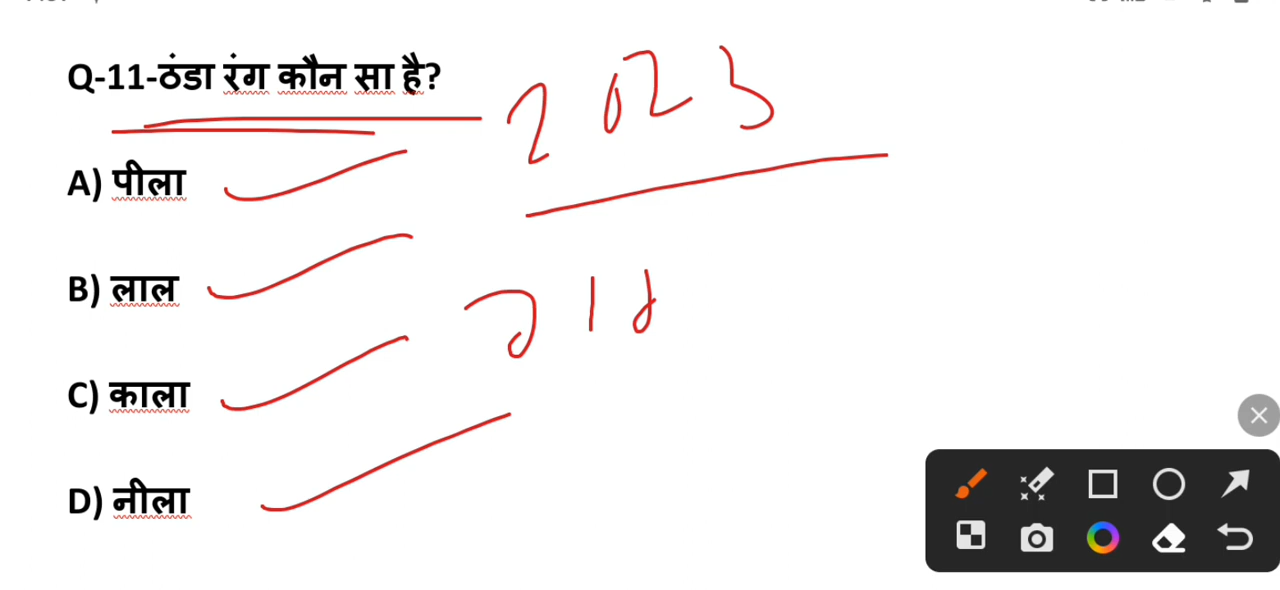 Q-11-ठंडा रंग कौन सा है?
2023
A) पीला
B) लाल
C) काला
D) नीला